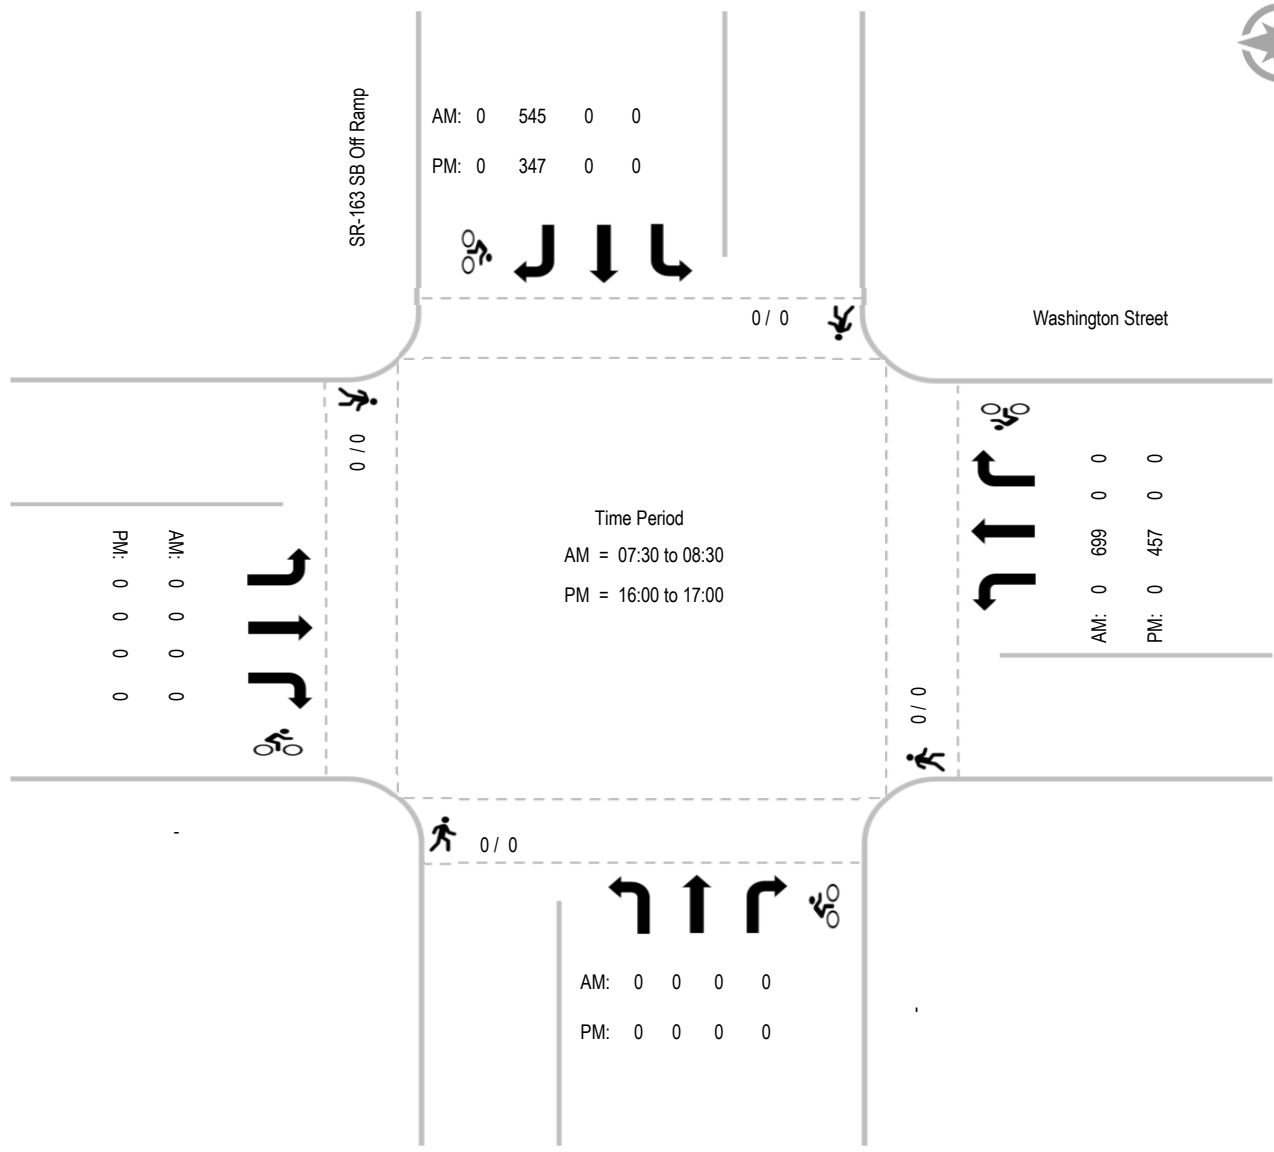 SR-163 SB Off Ramp
AM: 0 545 0 0
PM: 0 347 0 0
0 / 0
Washington Street
0 / 0
Time Period
AM = 07:30 to 08:30
PM = 16:00 to 17:00
AM: 0 0 0 0
PM: 0 0 0 0
AM: 0 699 0 0
PM: 0 457 0 0
0 / 0
-
0 / 0
AM: 0 0 0 0
PM: 0 0 0 0
-